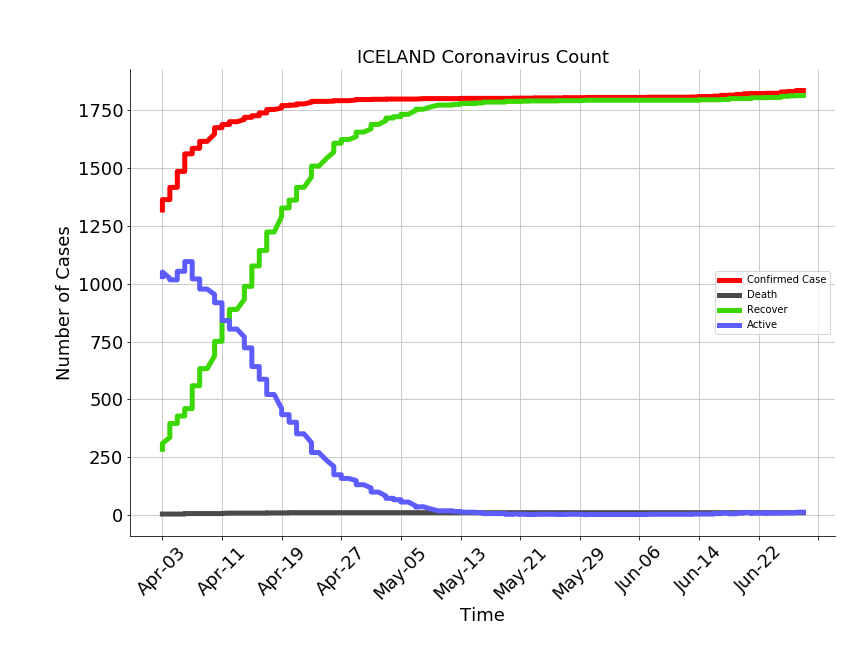 ICELAND Coronavirus Count
Number of Cases
1750
1500
1250
1000
750
500
250
0
Confirmed Case
Death
Recover
Active
Apr-03
Apr-11
Apr-19
Apr-27
May-05
May-13
May-21
May-29
Jun-06
Jun-14
Jun-22
Time